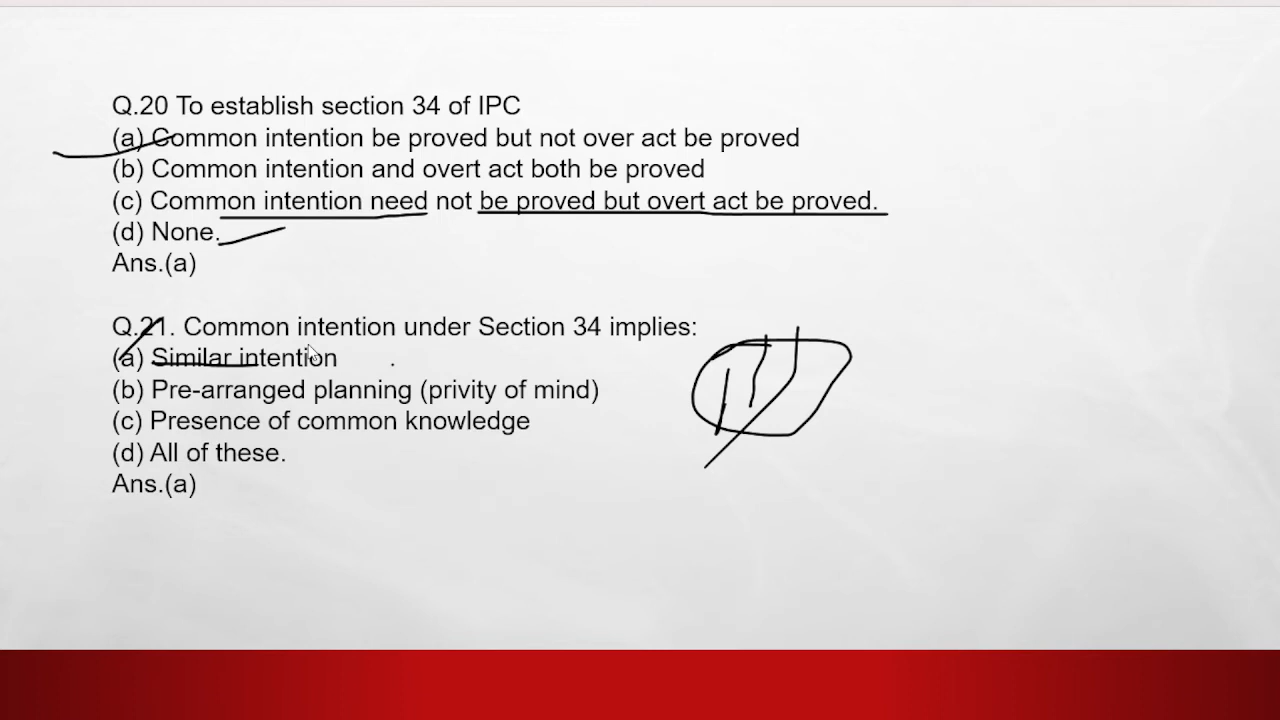 Q.20 To establish section 34 of IPC
(a) Common intention be proved but not over act be proved
(b) Common intention and overt act both be proved
(c) Common intention need not be proved but overt act be proved.
(d) None.
Ans.(a)
Q.21. Common intention under Section 34 implies:
(a) Similar intention
(b) Pre-arranged planning (privity of mind)
(c) Presence of common knowledge
(d) All of these.
Ans.(a)